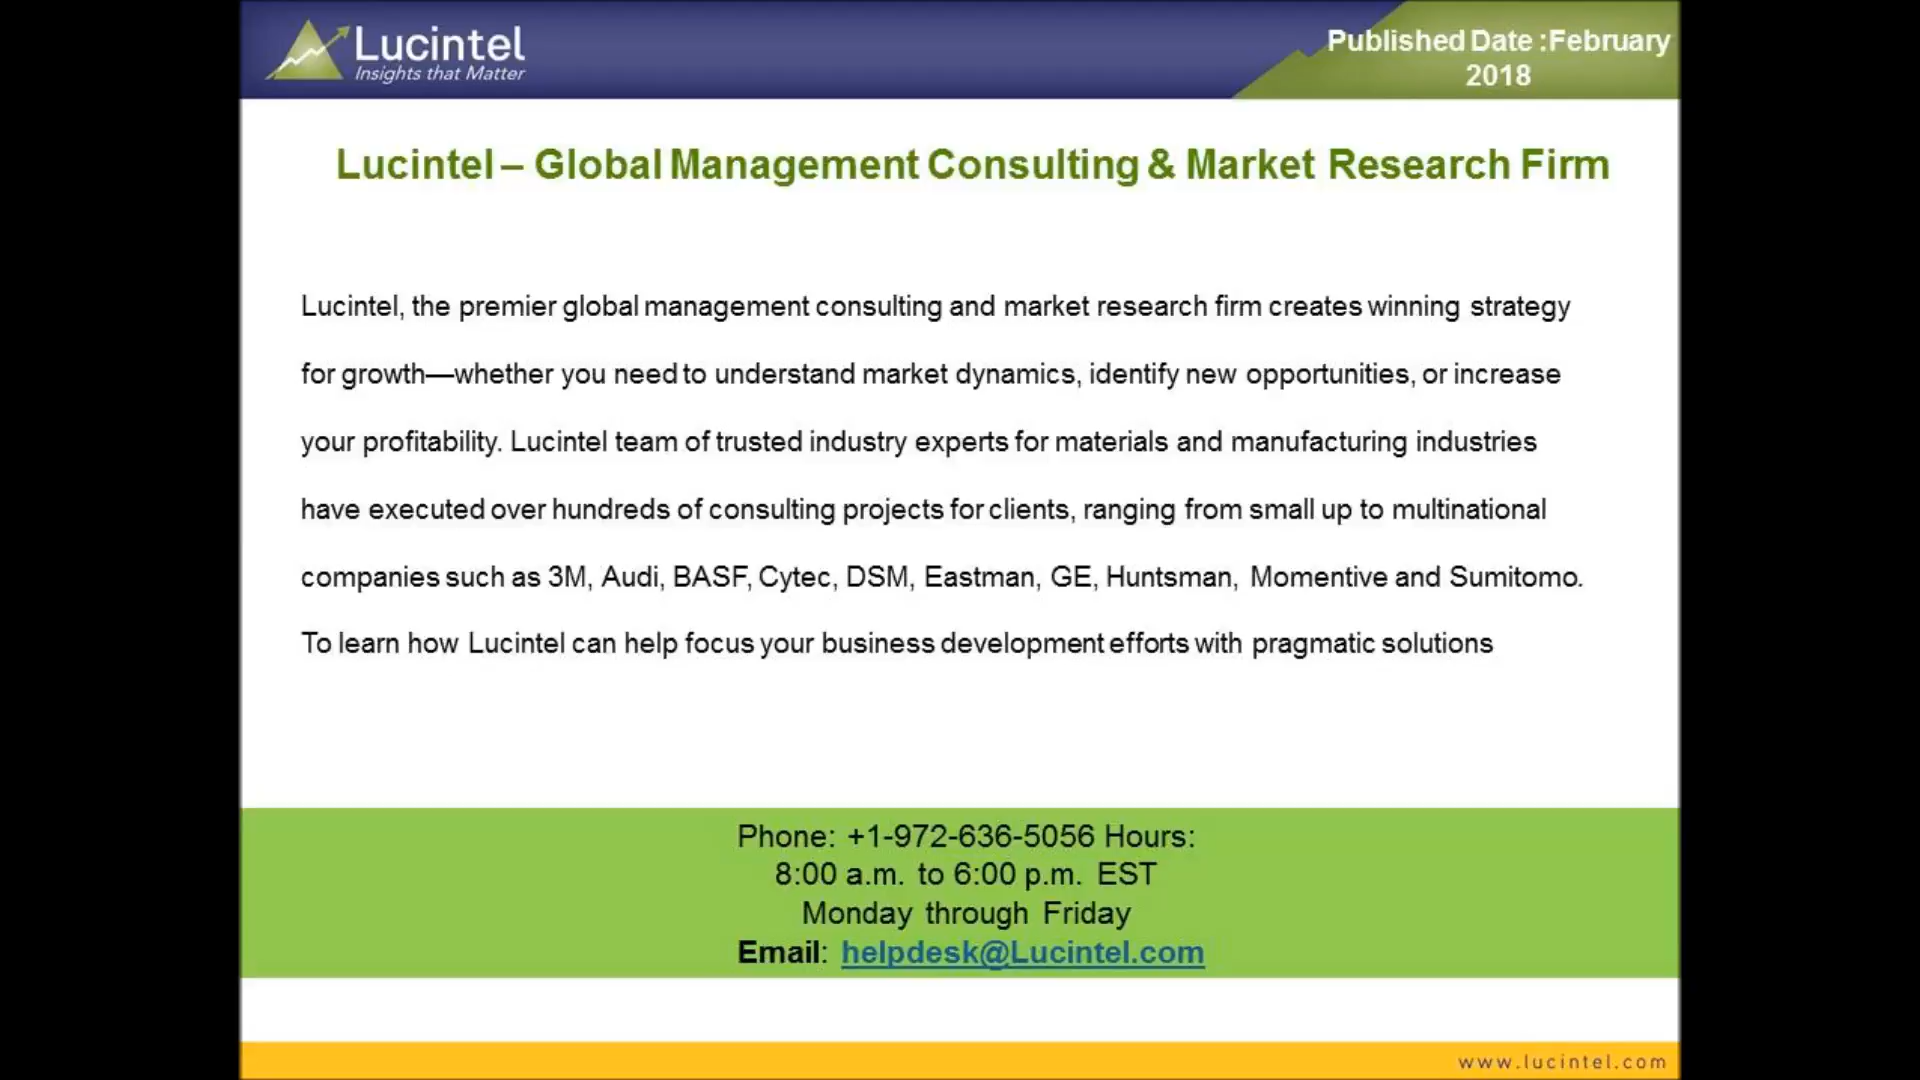 Lucintel
Insights that Matter
Published Date :February
2018
Lucintel – Global Management Consulting & Market Research Firm
Lucintel, the premier global management consulting and market research firm creates winning strategy
for growth—whether you need to understand market dynamics, identify new opportunities, or increase
your profitability. Lucintel team of trusted industry experts for materials and manufacturing industries
have executed over hundreds of consulting projects for clients, ranging from small up to multinational
companies such as 3M, Audi, BASF, Cytec, DSM, Eastman, GE, Huntsman, Momentive and Sumitomo.
To learn how Lucintel can help focus your business development efforts with pragmatic solutions
Phone: +1-972-636-5056 Hours:
8:00 a.m. to 6:00 p.m. EST
Monday through Friday
Email: helpdesk@Lucintel.com
www.lucintel.com